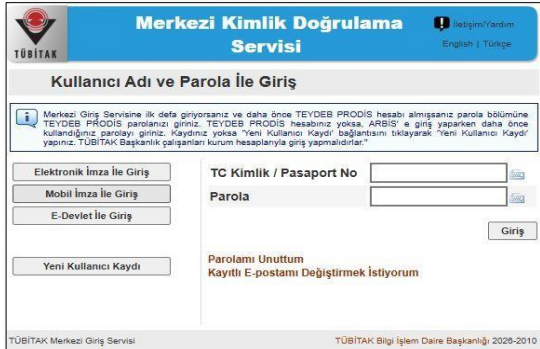 TÜBİTAK
Merkezi Kimlik Doğrulama
Servisi
İletişim/Yardım
English | Türkçe
Kullanıcı Adı ve Parola İle Giriş
Merkezi Giriş Servisine ilk defa giriyorsanız ve daha önce TEYDEB PRODİS hesabı almışsanız parola bölümüne
TEYDEB PRODİS parolanızı giriniz. TEYDEB PRODİS hesabınız yoksa, ARBİS' e giriş yaparken daha önce
kullandığınız parolayı giriniz. Kaydınız yoksa 'Yeni Kullanıcı Kaydı' bağlantısını tıklayarak 'Yeni Kullanıcı Kaydı'
yapınız. TÜBİTAK Başkanlık çalışanları kurum hesaplarıyla giriş yapmalıdırlar."
Elektronik İmza İle Giriş
Mobil İmza İle Giriş
E-Devlet İle Giriş
Yeni Kullanıcı Kaydı
TC Kimlik / Pasaport No
Parola
Giriş
Parolamı Unuttum
Kayıtlı E-postamı Değiştirmek İstiyorum
TÜBİTAK Merkezi Giriş Servisi
TÜBİTAK Bilgi İşlem Daire Başkanlığı 2026-2010